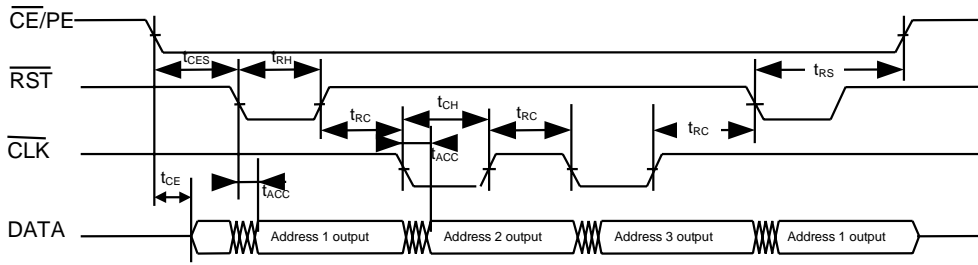 CE/PE
tCES
tRH
RST
tRS
tRC
tCH
tRC
tRC
CLK
tACC
tCE
tACC
DATA
Address 1 output
Address 2 output
Address 3 output
Address 1 output